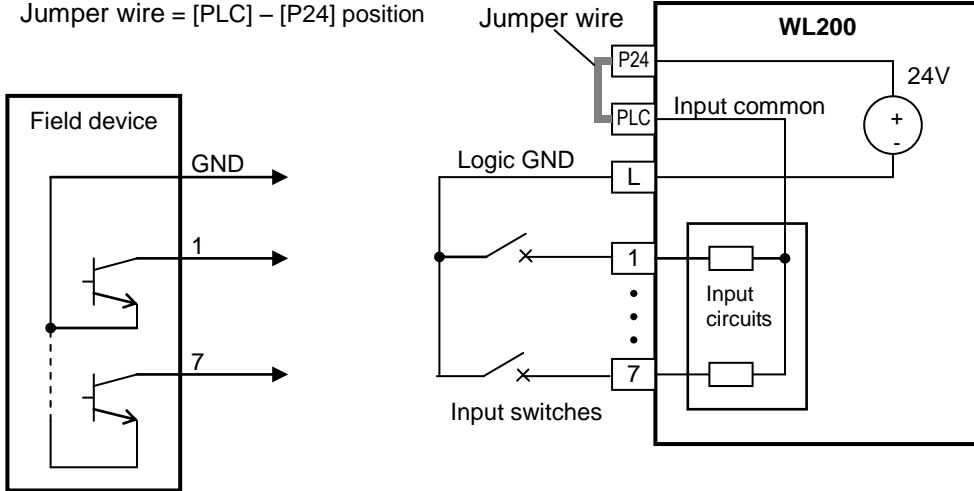 Jumper wire = [PLC] – [P24] position
Jumper wire
WL200
P24
24V
PLC
Input common
+
-
Field device
GND
Logic GND
L
1
1
Input
circuits
7
7
Input switches